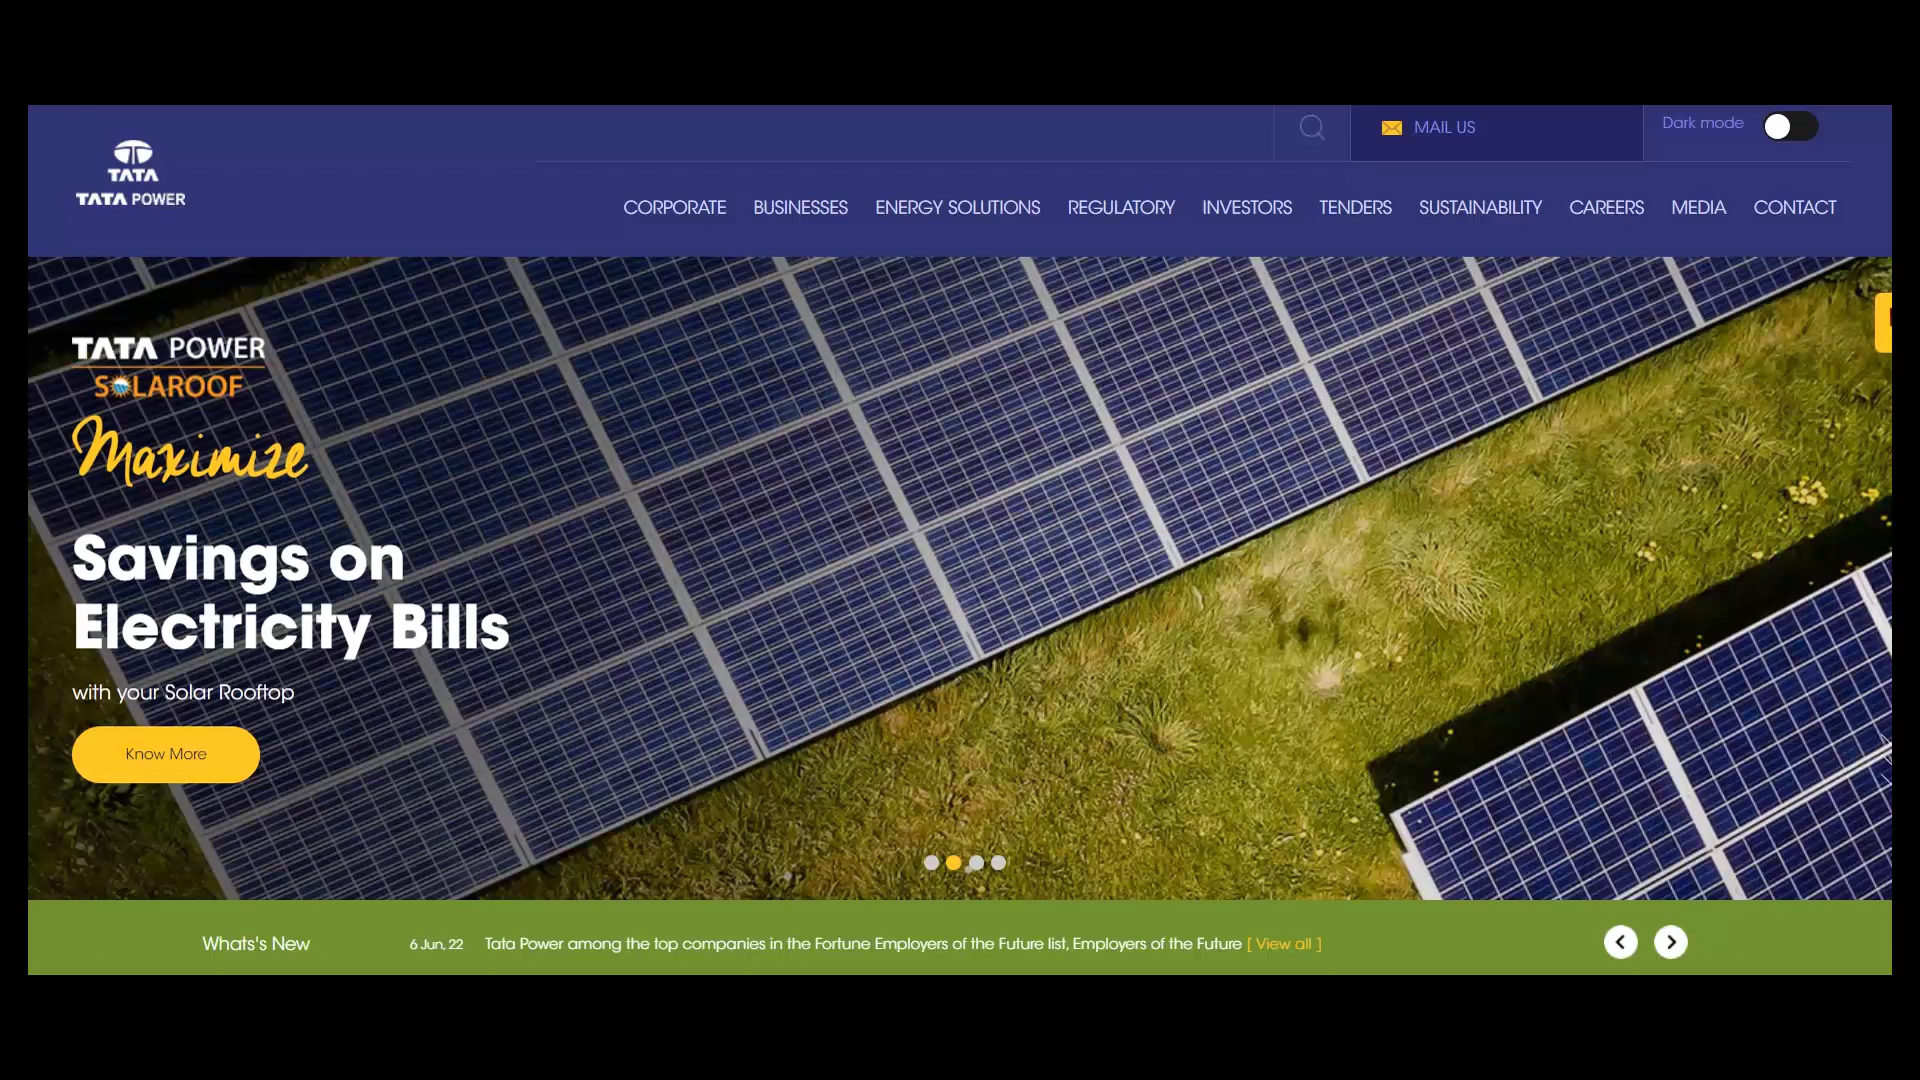 MAIL US
Dark mode
TATA
TATA POWER
CORPORATE BUSINESSES ENERGY SOLUTIONS REGULATORY INVESTORS TENDERS SUSTAINABILITY CAREERS MEDIA CONTACT
TATA POWER
SOLAROOF
Maximize
Savings on
Electricity Bills
with your Solar Rooftop
Know More
Whats's New 6 Jun, 22 Tata Power among the top companies in the Fortune Employers of the Future list, Employers of the Future [ View all ]